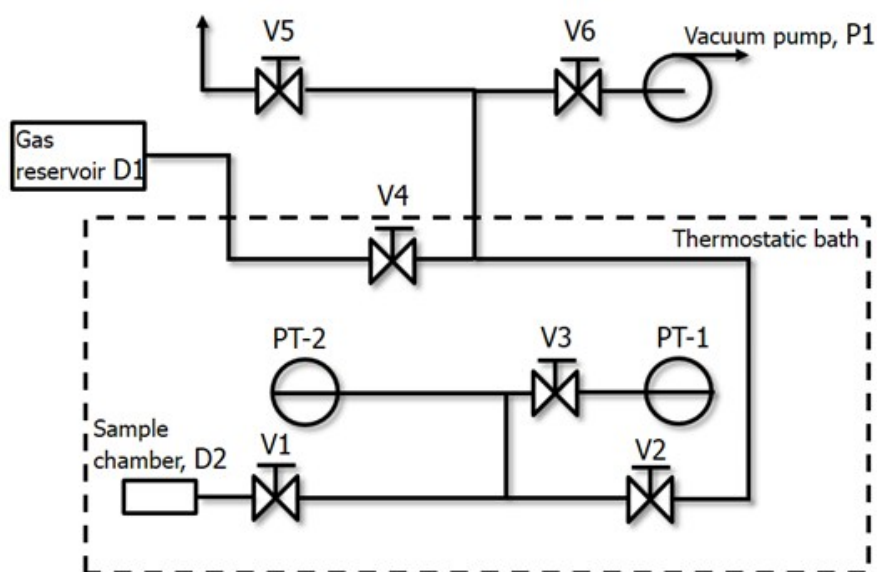 V5
V6
Vacuum pump, P1
Gas
reservoir D1
V4
Thermostatic bath
PT-2
V3
PT-1
Sample
chamber, D2
V1
V2